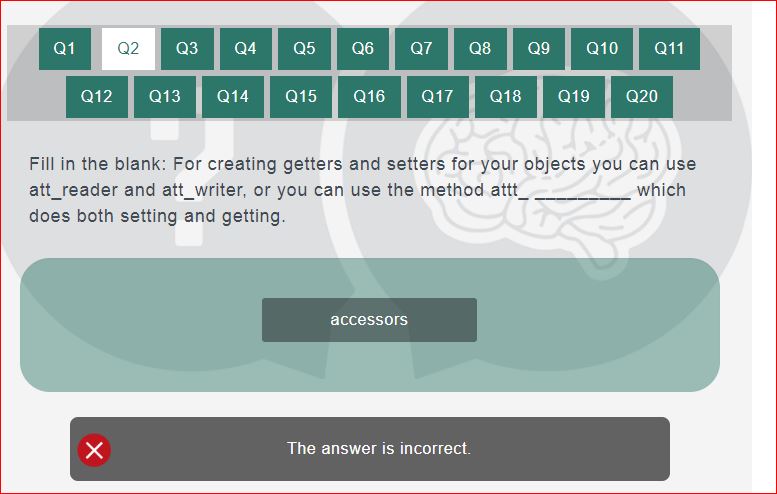 Q1 Q2 Q3 Q4 Q5 Q6 Q7 Q8 Q9 Q10 Q11
Q12 Q13 Q14 Q15 Q16 Q17 Q18 Q19 Q20
Fill in the blank: For creating getters and setters for your objects you can use
att_reader and att_writer, or you can use the method attt_ _________ which
does both setting and getting.
accessors
The answer is incorrect.